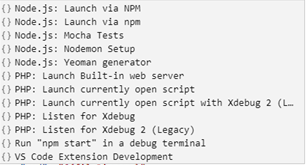 {} Node.js: Launch via NPM
{} Node.js: Launch via npm
{} Node.js: Mocha Tests
{} Node.js: Nodemon Setup
{} Node.js: Yeoman generator
{} PHP: Launch Built-in web server
{} PHP: Launch currently open script
{} PHP: Launch currently open script with Xdebug 2 (L…
{} PHP: Listen for Xdebug
{} PHP: Listen for Xdebug 2 (Legacy)
{} Run "npm start" in a debug terminal
{} VS Code Extension Development